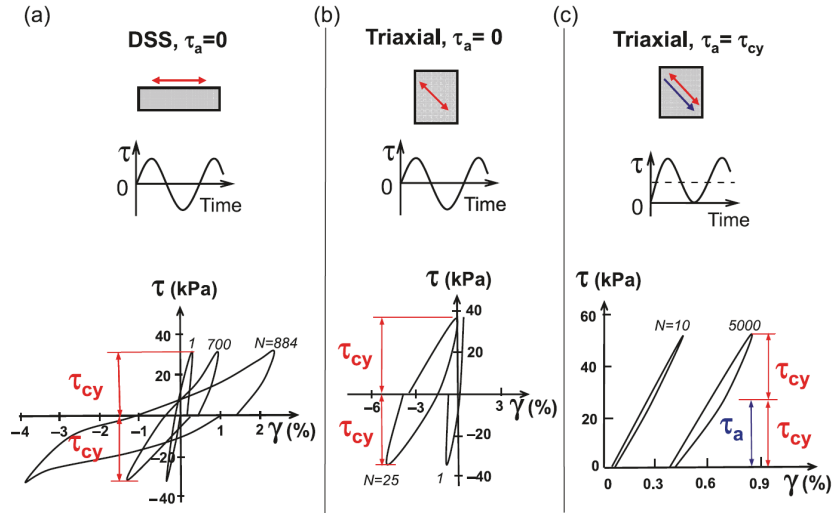 (a)
DSS, τa=0
τ
0
Time
τ (kPa)
40
20
−20
−40
1
700
N=884
τcy
τcy
−4
−3
−2
−1
1
2
γ (%)
(b)
Triaxial, τa= 0
τ
0
Time
τ (kPa)
40
20
−20
−40
τcy
τcy
−6
−3
3
γ (%)
N=25
1
(c)
Triaxial, τa= τcy
τ
0
Time
τ (kPa)
80
60
40
20
0
N=10
5000
τcy
τa
τcy
0
0.3
0.6
0.9
γ (%)